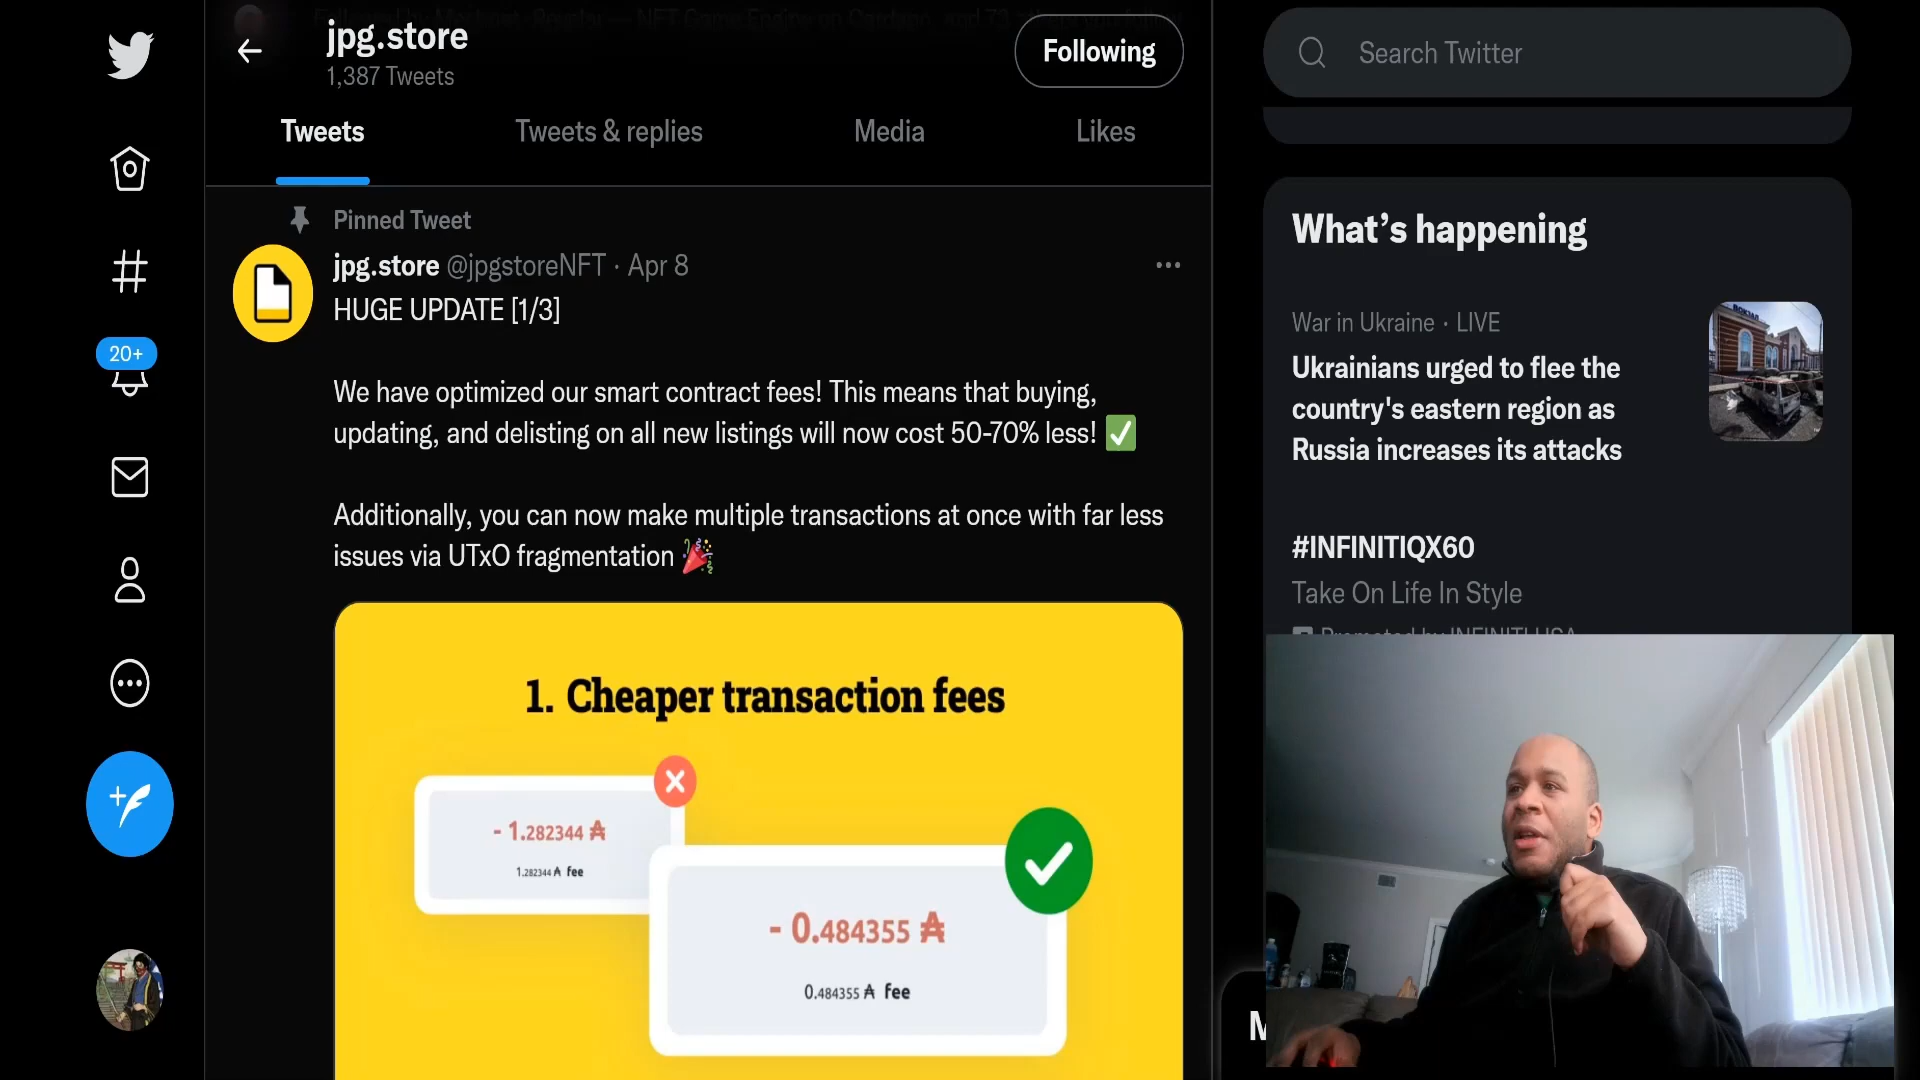 jpg.store
1,387 Tweets
Following
Search Twitter
Tweets
Tweets & replies
Media
Likes
Pinned Tweet
jpg.store @jpgstoreNFT · Apr 8
HUGE UPDATE [1/3]
We have optimized our smart contract fees! This means that buying,
updating, and delisting on all new listings will now cost 50-70% less! ✅
Additionally, you can now make multiple transactions at once with far less
issues via UTxO fragmentation 🎉
1. Cheaper transaction fees
- 1.282344 ₳
1.282344 ₳ fee
- 0.484355 ₳
0.484355 ₳ fee
20+
What's happening
War in Ukraine · LIVE
Ukrainians urged to flee the
country's eastern region as
Russia increases its attacks
#INFINITIQX60
Take On Life In Style
Promoted by INFINITI USA